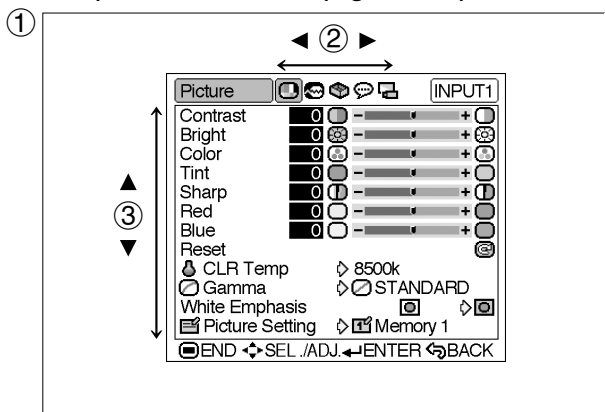 ①
◄ ② ►
Picture INPUT1
Contrast 0 - +
Bright 0 - +
Color 0 - +
Tint 0 - +
▲ Sharp 0 - +
③ Red 0 - +
▼ Blue 0 - +
Reset
CLR Temp 8500k
Gamma STANDARD
White Emphasis
Picture Setting 1 Memory 1
END SEL./ADJ. ENTER BACK